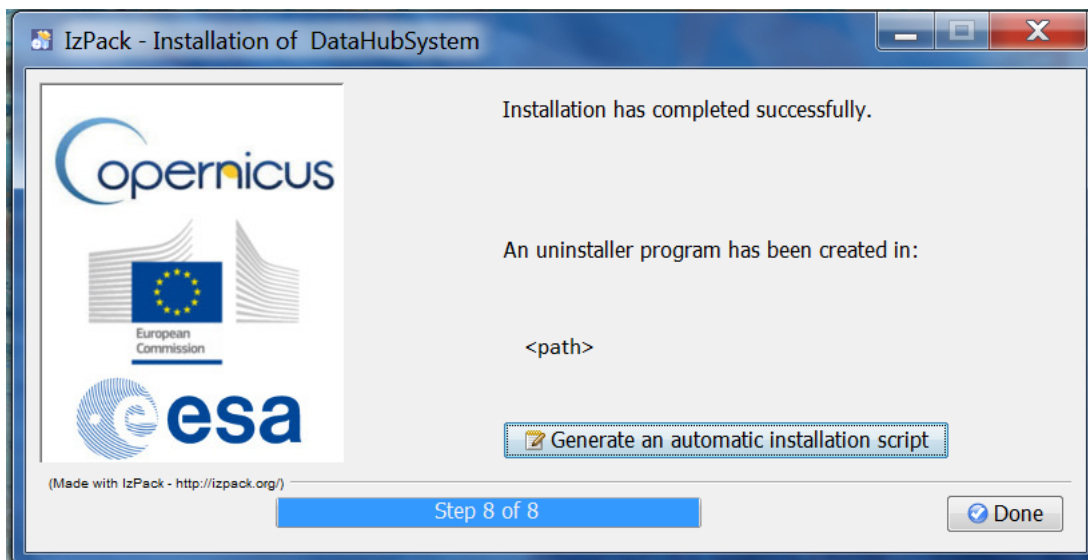 IzPack - Installation of DataHubSystem
Copernicus
European
Commission
esa
Installation has completed successfully.
An uninstaller program has been created in:
<path>
Generate an automatic installation script
(Made with IzPack - http://izpack.org/)
Step 8 of 8
Done